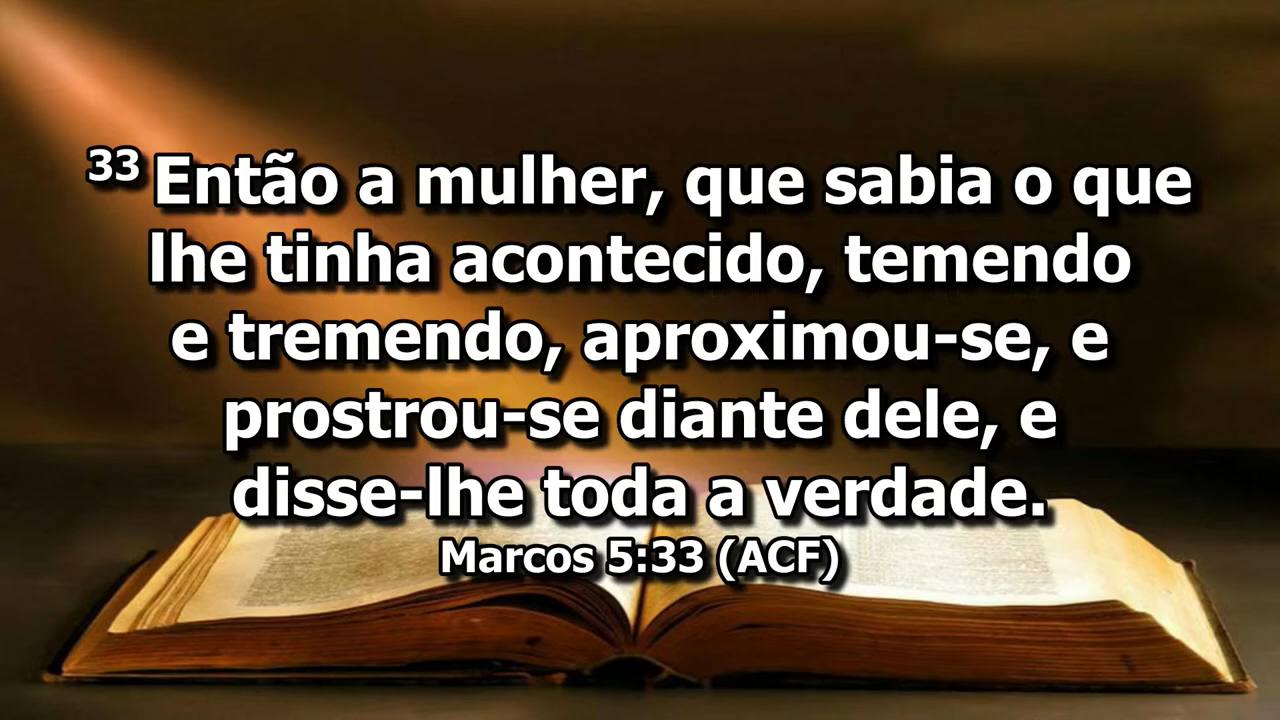 33 Então a mulher, que sabia o que
lhe tinha acontecido, temendo
e tremendo, aproximou-se, e
prostrou-se diante dele, e
disse-lhe toda a verdade.
Marcos 5:33 (ACF)